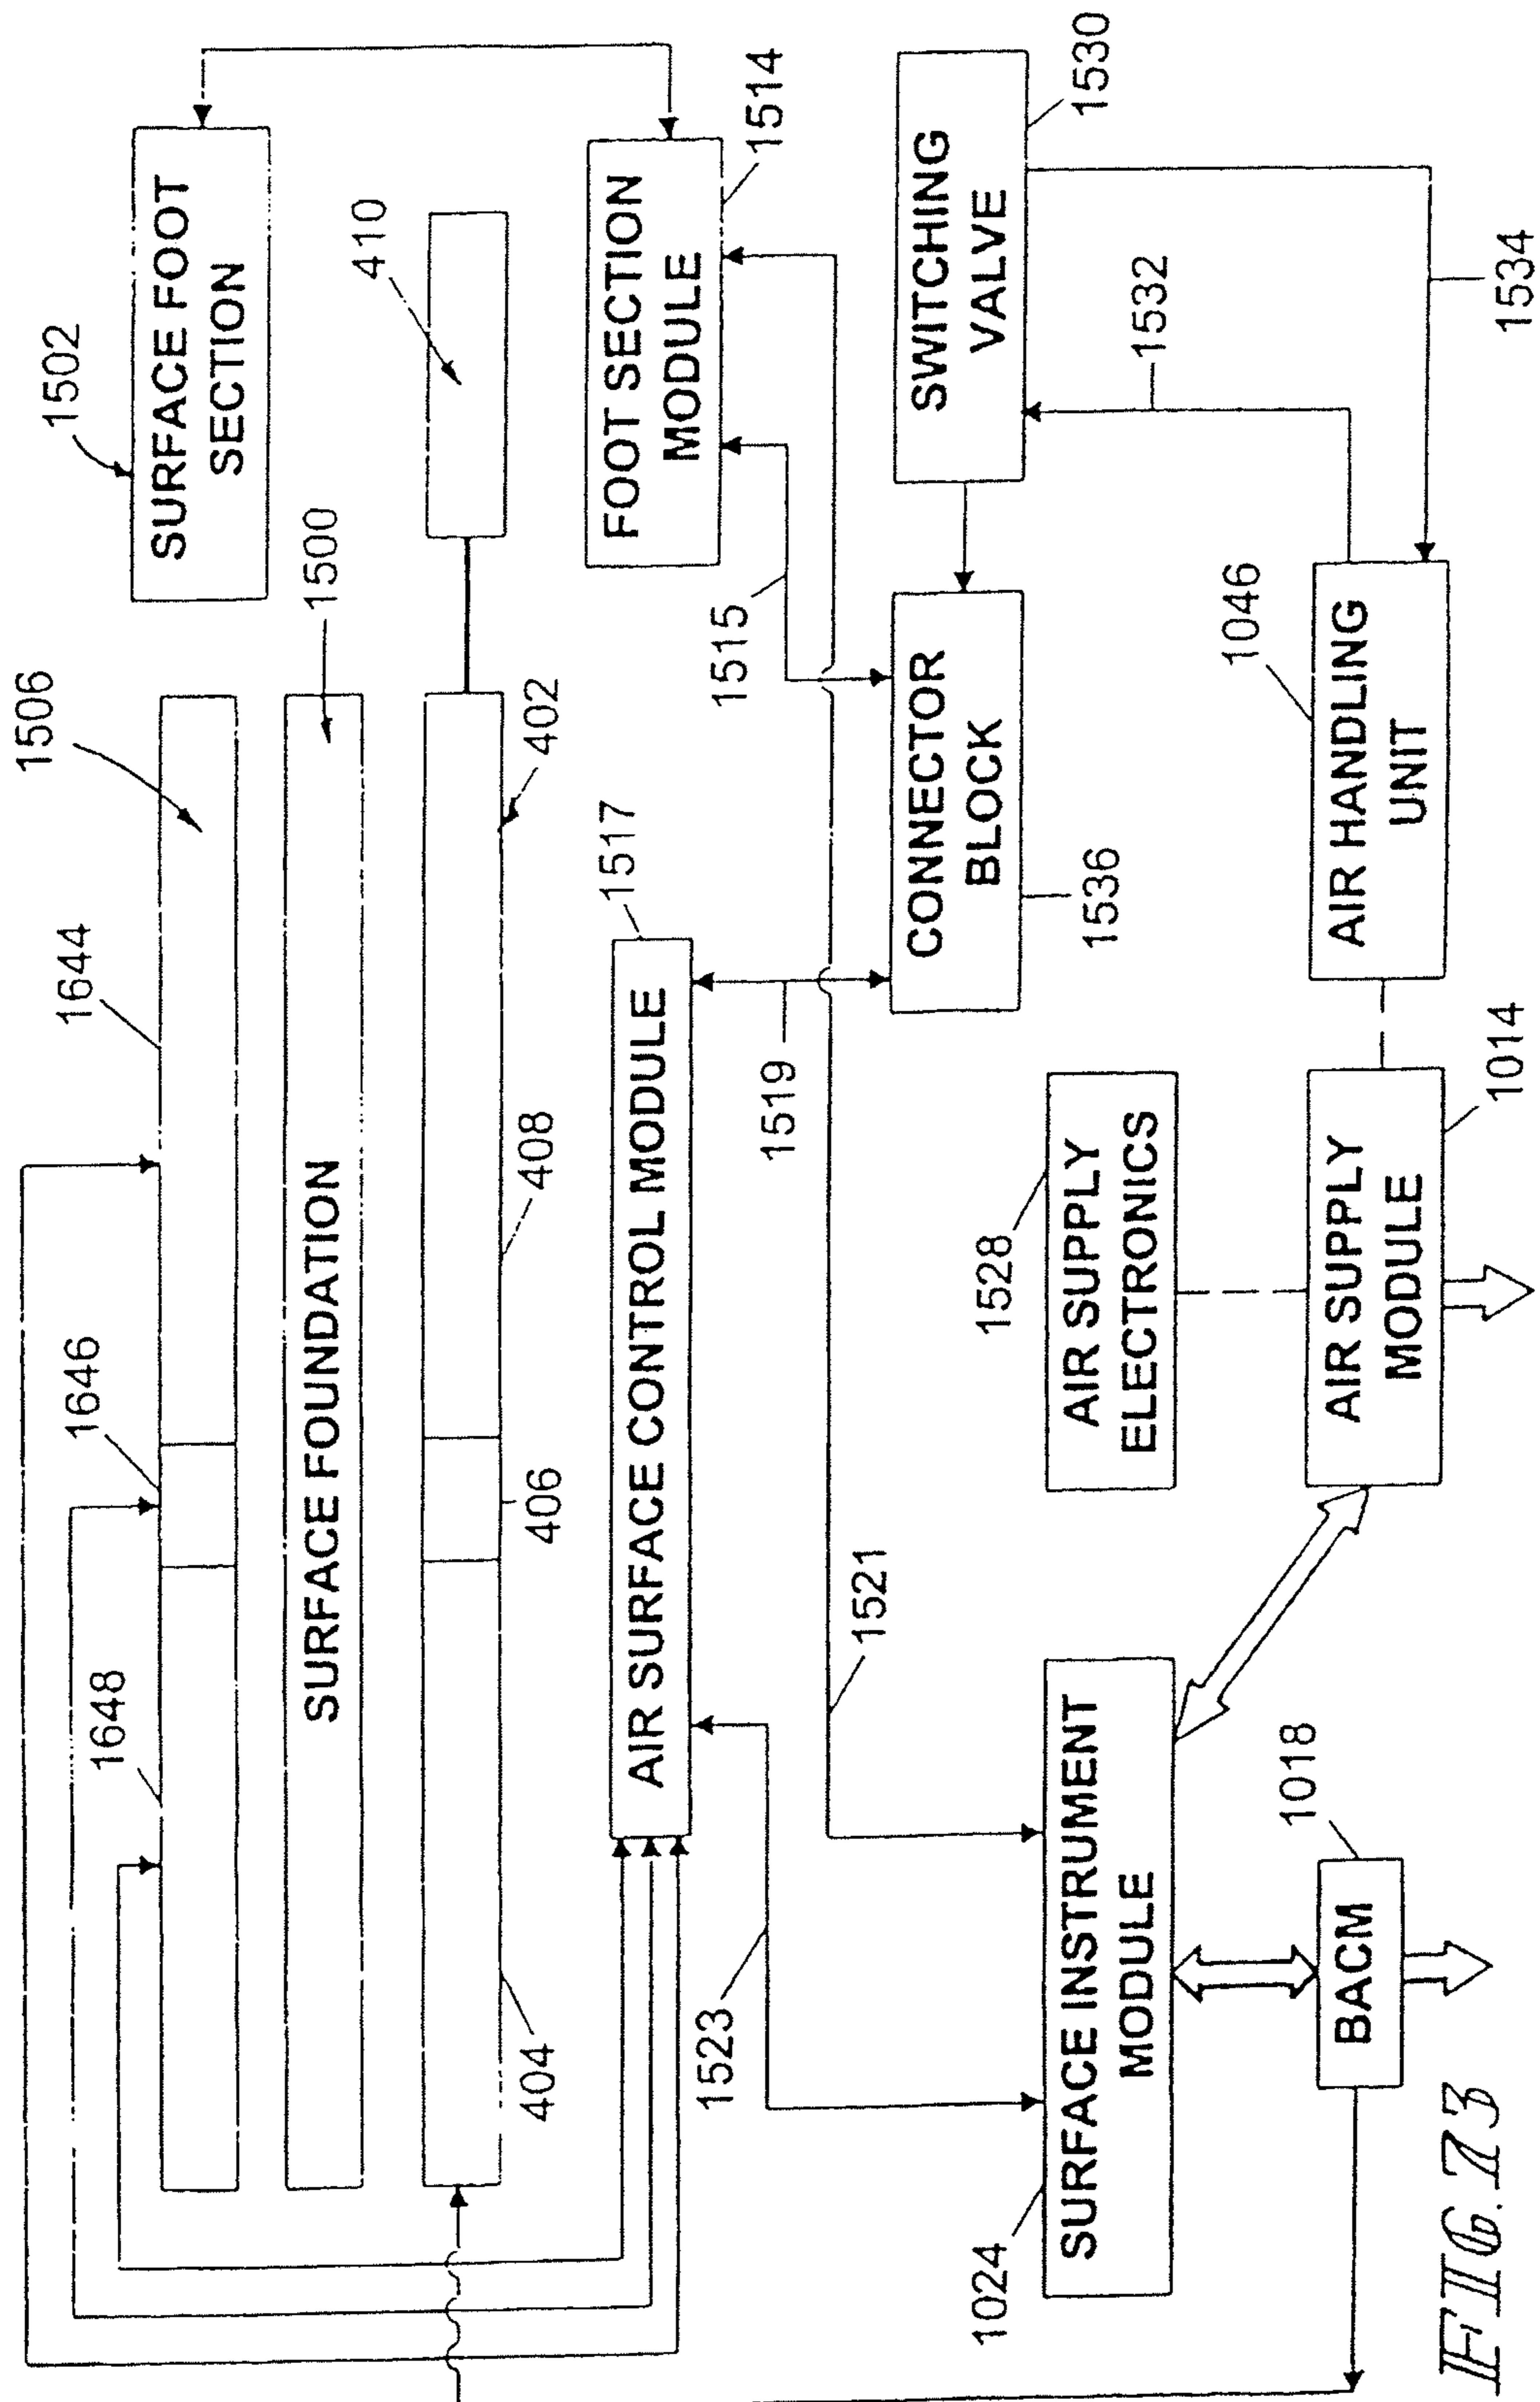 1506
1502
1648
1646
1644
SURFACE FOOT
SECTION
1500
SURFACE FOUNDATION
410
404
406
408
402
1517
AIR SURFACE CONTROL MODULE
FOOT SECTION
MODULE
1514
1523
1519
1515
1521
CONNECTOR
BLOCK
1536
SWITCHING
VALVE
1530
1024
SURFACE INSTRUMENT
MODULE
1528
AIR SUPPLY
ELECTRONICS
1532
1046
1018
BACM
AIR SUPPLY
MODULE
1014
AIR HANDLING
UNIT
1534
FIG. 73